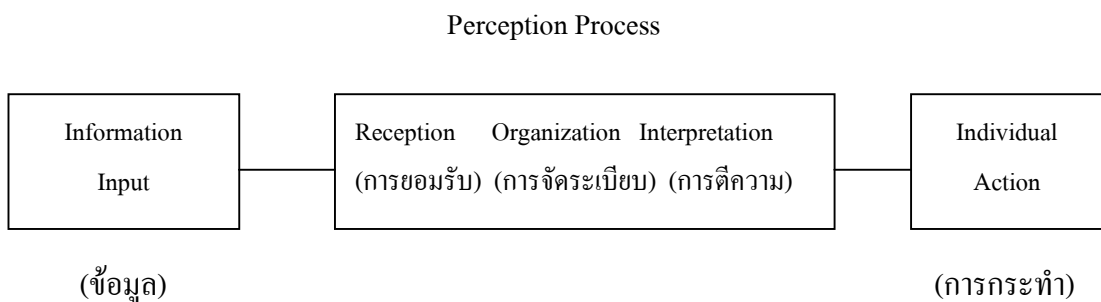 Perception Process
Information
Input
Reception Organization Interpretation
(การยอมรับ) (การจัดระเบียบ) (การตีความ)
Individual
Action
(ข้อมูล)
(การกระทำ)